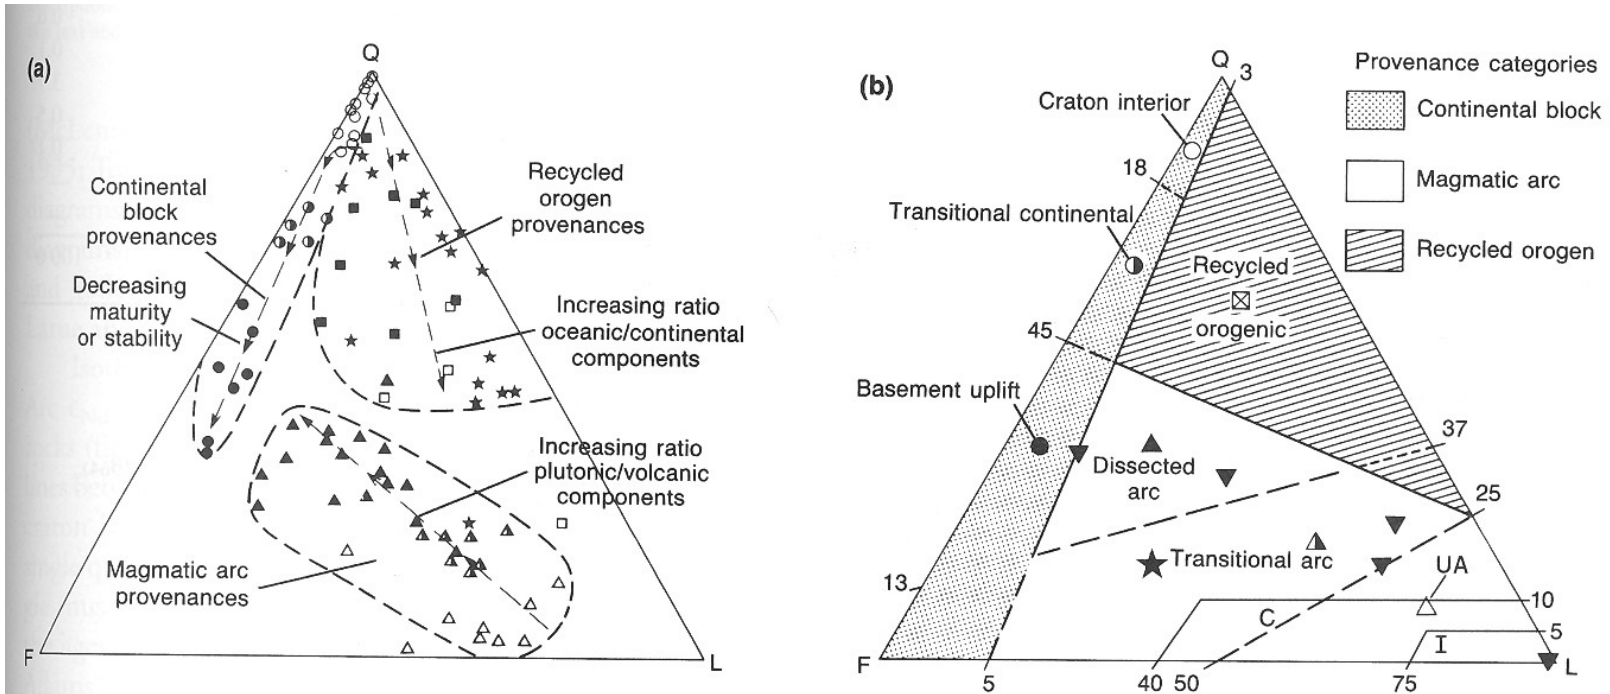 (a)
Q
Continental
block
provenances
Decreasing
maturity
or stability
Recycled
orogen
provenances
Increasing ratio
oceanic/continental
components
Increasing ratio
plutonic/volcanic
components
Magmatic arc
provenances
F
L
(b)
Q
3
Craton interior
18
Transitional continental
Recycled
orogenic
45
Basement uplift
37
Dissected
arc
25
Transitional arc
UA
13
10
C
5
I
F
L
5
40
50
75
Provenance categories
Continental block
Magmatic arc
Recycled orogen